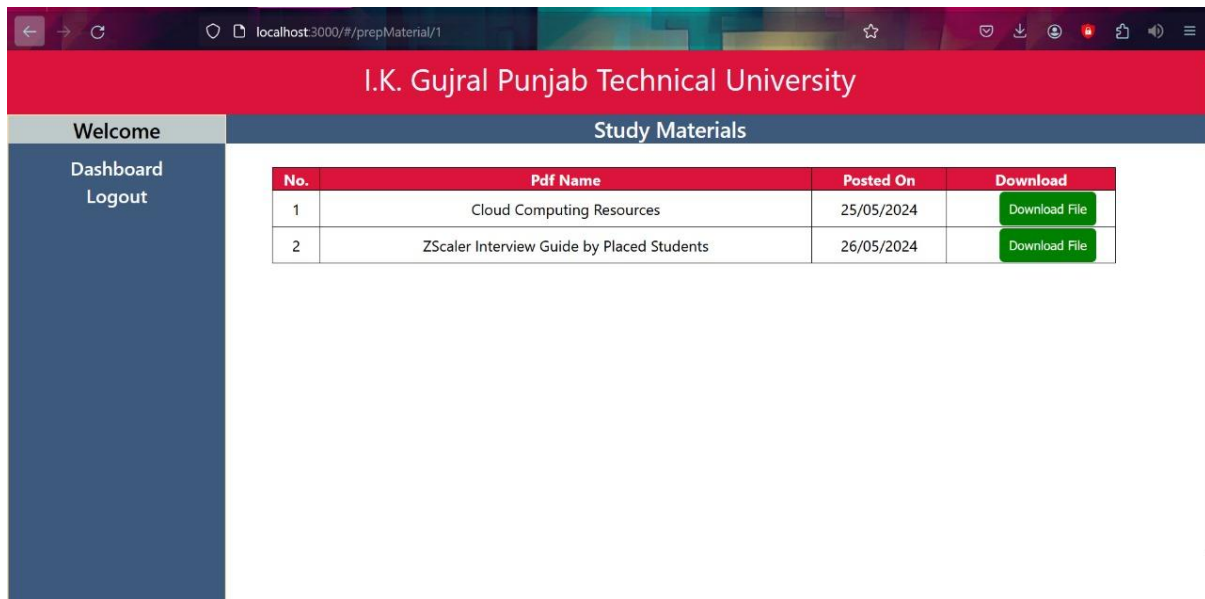 localhost:3000/#/prepMaterial/1
I.K. Gujral Punjab Technical University
Welcome
Dashboard
Logout
Study Materials
No. Pdf Name Posted On Download
1 Cloud Computing Resources 25/05/2024 Download File
2 ZScaler Interview Guide by Placed Students 26/05/2024 Download File